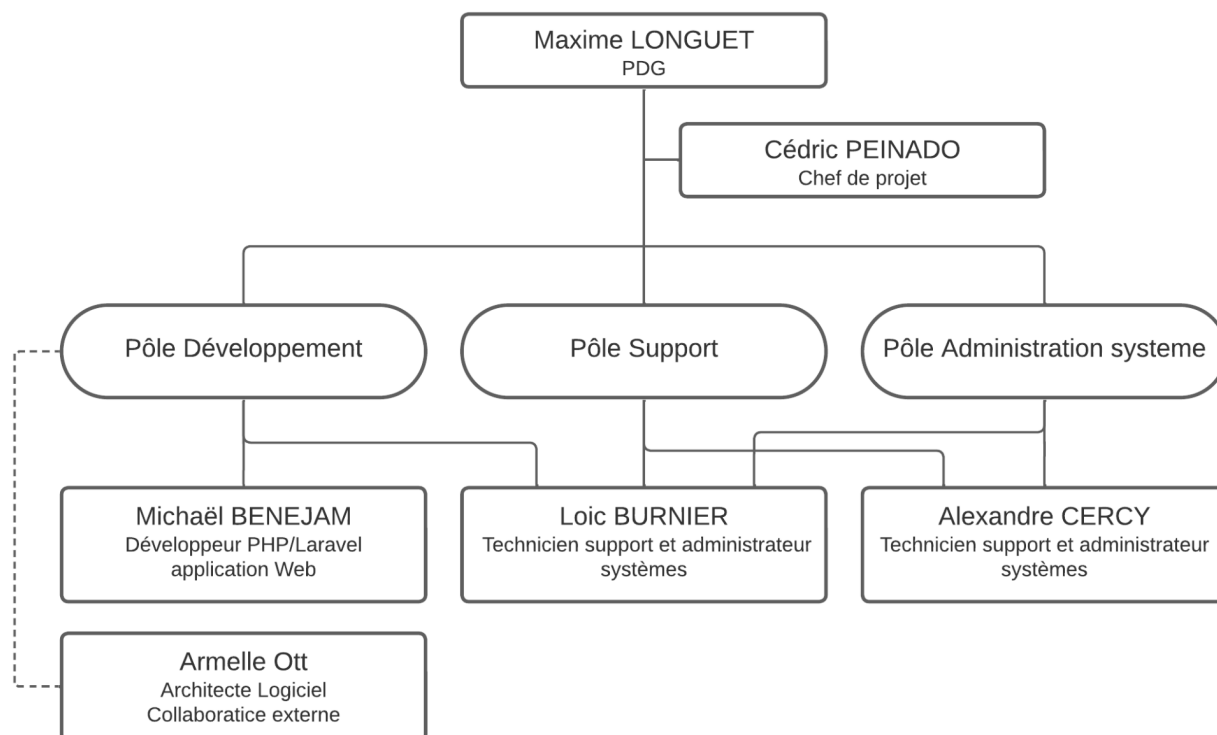 Maxime LONGUET
PDG
Cédric PEINADO
Chef de projet
Pôle Développement
Pôle Support
Pôle Administration systeme
Michaël BENEJAM
Développeur PHP/Laravel
application Web
Loic BURNIER
Technicien support et administrateur
systèmes
Alexandre CERCY
Technicien support et administrateur
systèmes
Armelle Ott
Architecte Logiciel
Collaboratice externe